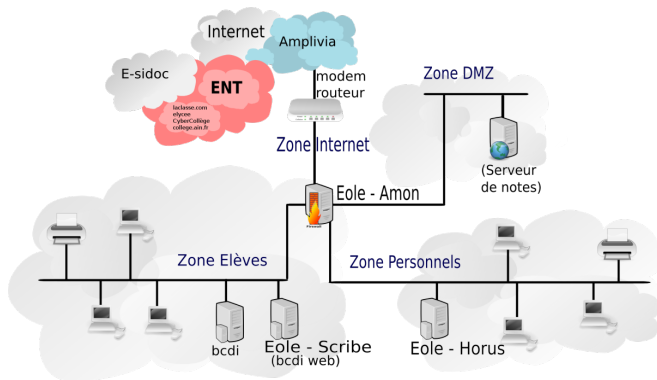 Internet
Amplivia
E-sidoc
ENT
laclasse.com
elycee
CyberCollège
college.ain.fr
modem
routeur
Zone DMZ
Zone Internet
(Serveur
de notes)
Eole - Amon
Firewall
Zone Elèves
Zone Personnels
bcdi
Eole - Scribe
(bcdi web)
Eole - Horus